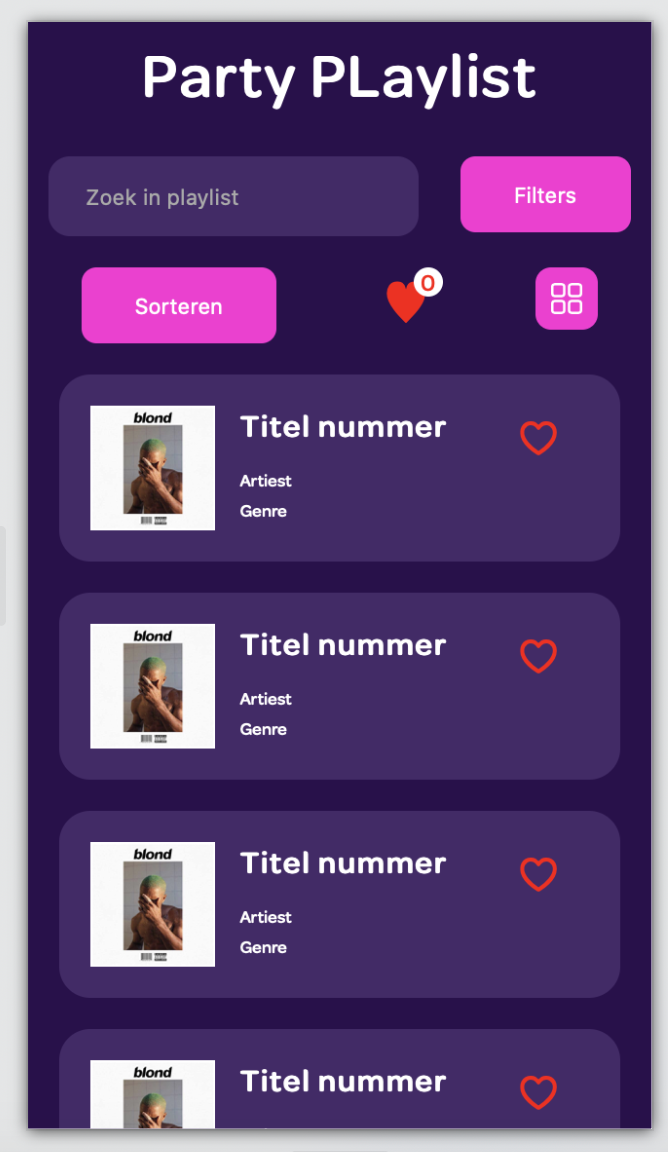 Party PLaylist
Zoek in playlist
Filters
Sorteren
0
blond
Titel nummer
Artiest
Genre
blond
Titel nummer
Artiest
Genre
blond
Titel nummer
Artiest
Genre
blond
Titel nummer